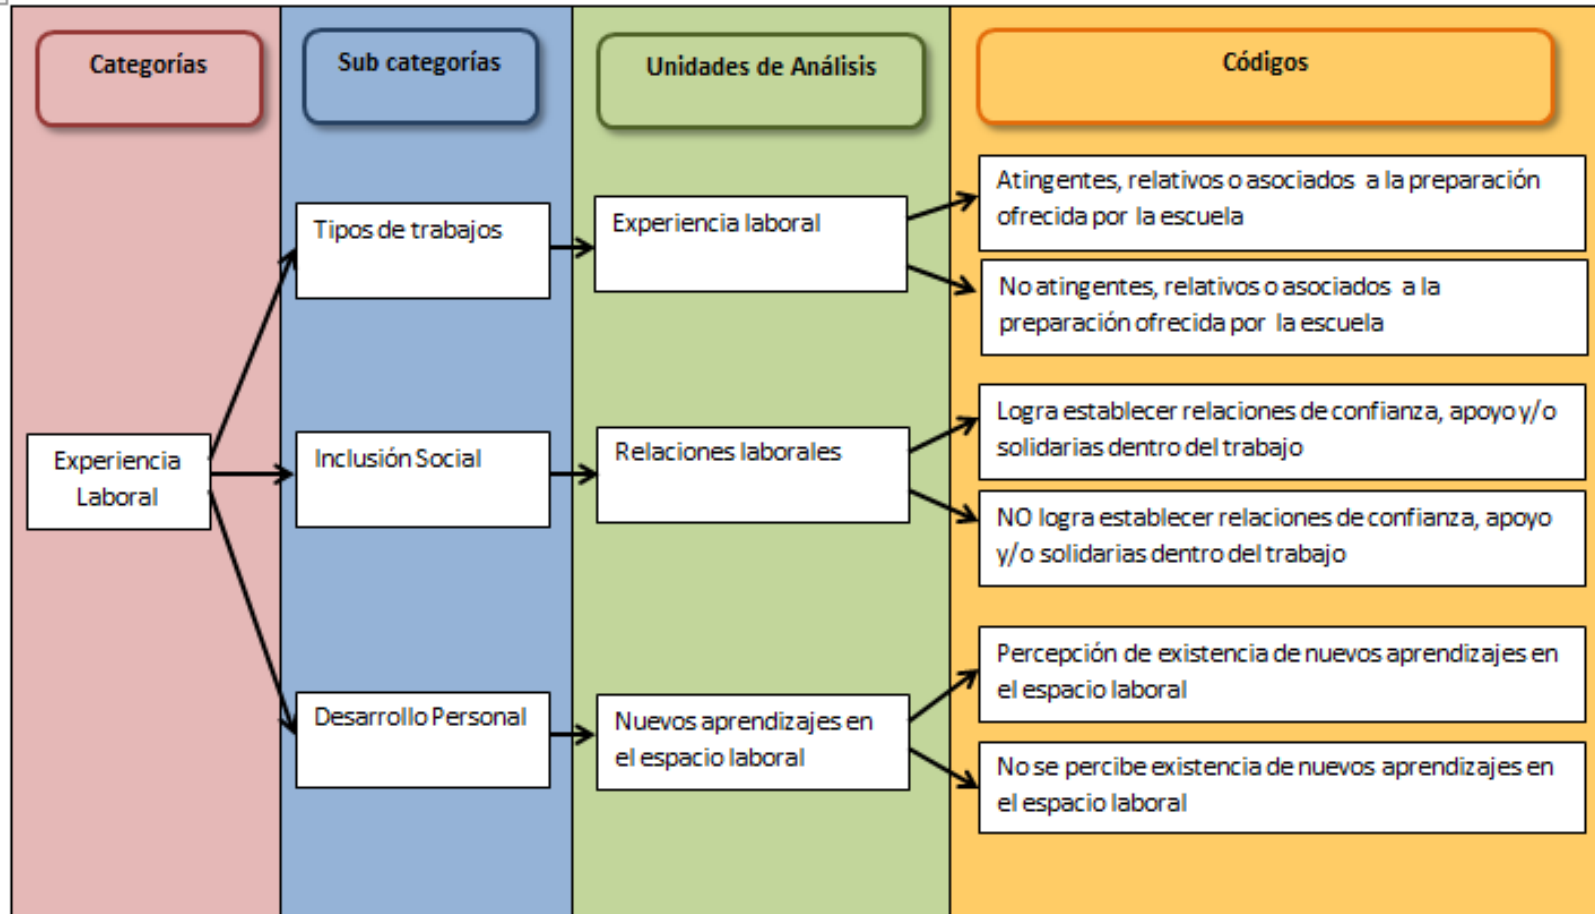 Categorías
Sub categorías
Unidades de Análisis
Códigos
Experiencia
Laboral
Tipos de trabajos
Experiencia laboral
Atingentes, relativos o asociados a la preparación
ofrecida por la escuela
No atingentes, relativos o asociados a la
preparación ofrecida por la escuela
Inclusión Social
Relaciones laborales
Logra establecer relaciones de confianza, apoyo y/o
solidarias dentro del trabajo
NO logra establecer relaciones de confianza, apoyo
y/o solidarias dentro del trabajo
Desarrollo Personal
Nuevos aprendizajes en
el espacio laboral
Percepción de existencia de nuevos aprendizajes en
el espacio laboral
No se percibe existencia de nuevos aprendizajes en
el espacio laboral